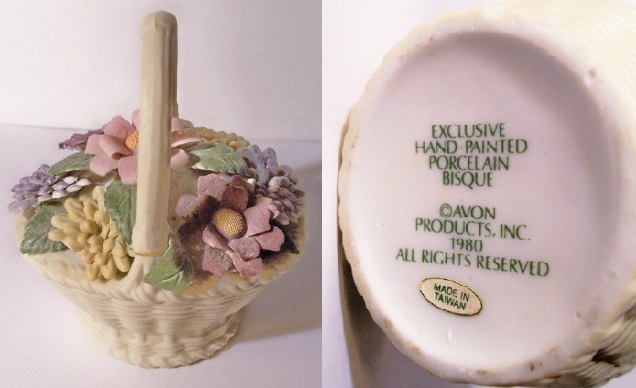 EXCLUSIVE
HAND-PAINTED
PORCELAIN
BISQUE
©AVON
PRODUCTS, INC.
1980
ALL RIGHTS RESERVED
MADE IN
TAIWAN